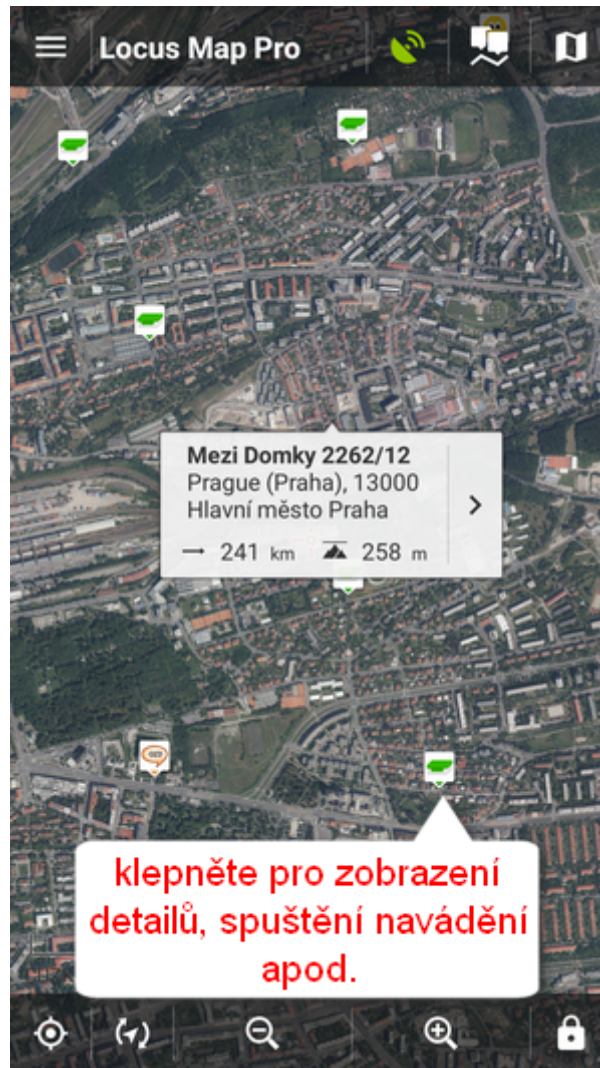 Locus Map Pro
Mezi Domky 2262/12
Prague (Praha), 13000
Hlavní město Praha
241 km 258 m
klepněte pro zobrazení
detailů, spuštění navádění
apod.